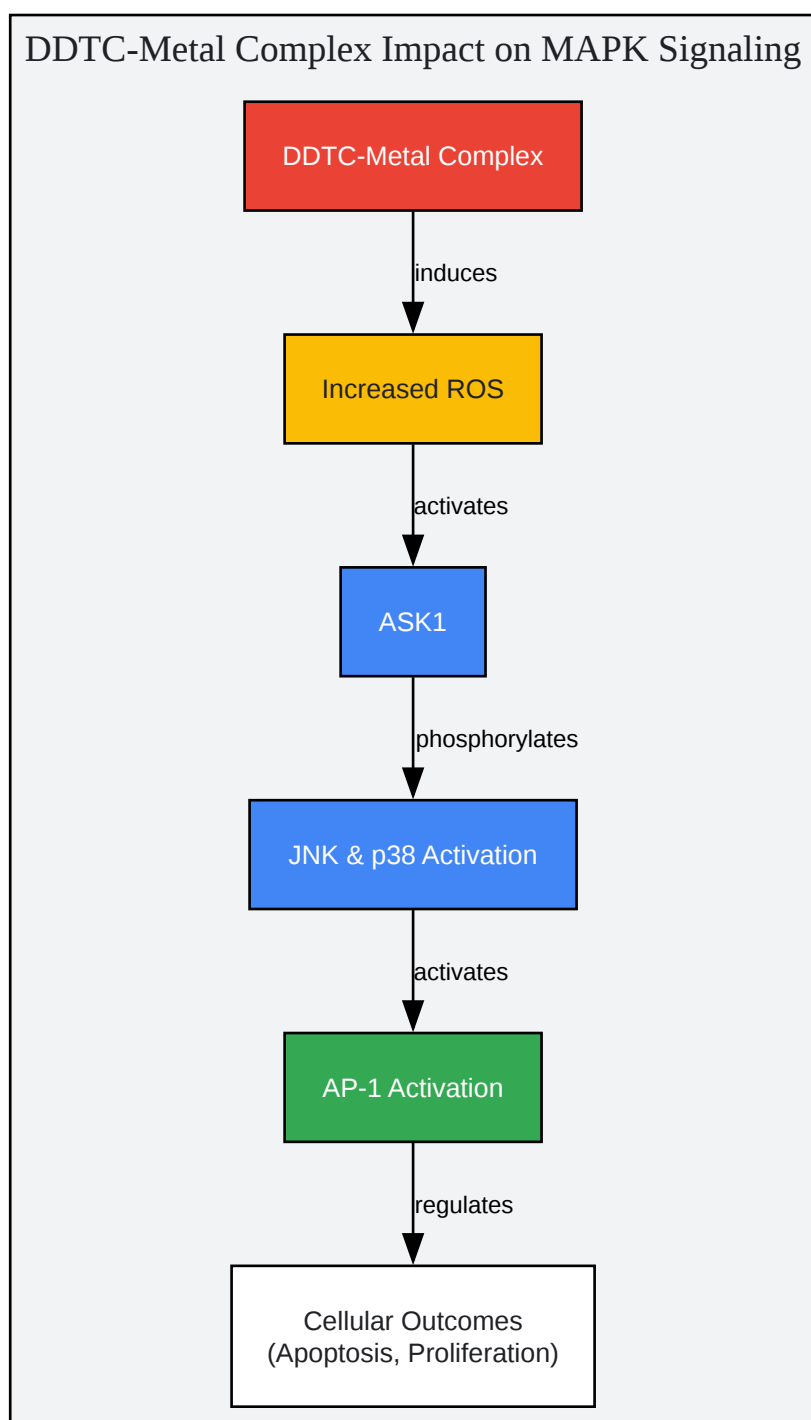 DDTC-Metal Complex Impact on MAPK Signaling
DDTC-Metal Complex
induces
Increased ROS
activates
ASK1
phosphorylates
JNK & p38 Activation
activates
AP-1 Activation
regulates
Cellular Outcomes
(Apoptosis, Proliferation)